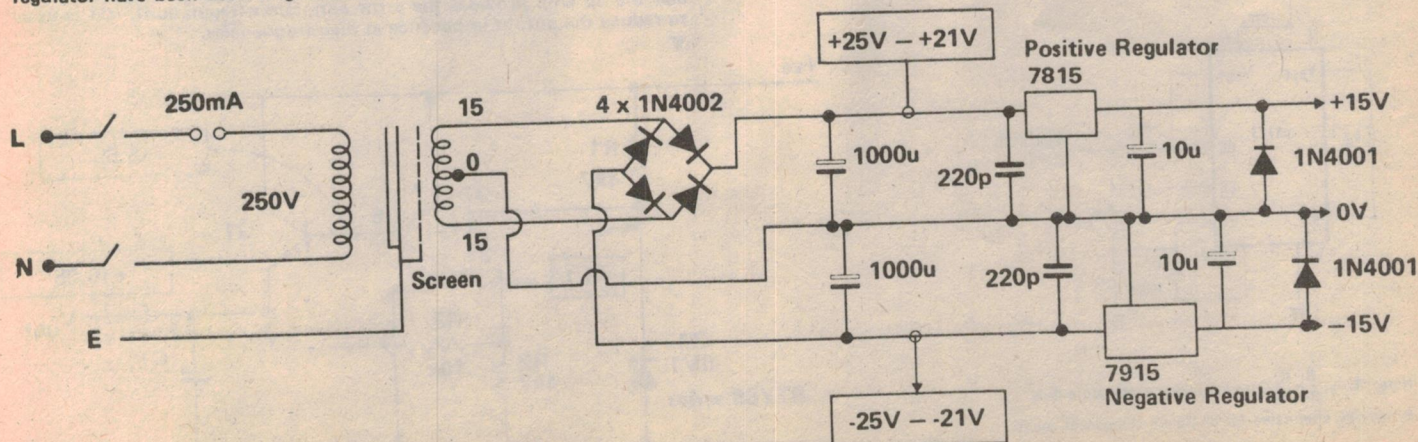 +25V – +21V
Positive Regulator
7815
250mA
15
4 x 1N4002
+15V
L
1000u
10u
1N4001
0
220p
250V
0V
15
N
1000u
10u
1N4001
Screen
220p
E
–15V
7915
Negative Regulator
-25V – -21V